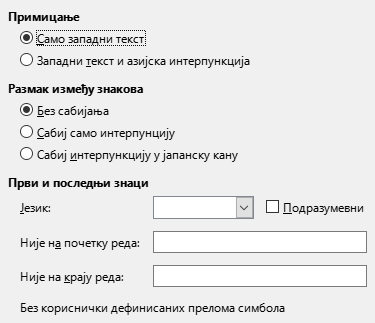 Примицање
Само западни текст
Западни текст и азијска интерпункција
Размак између знакова
Без сабијања
Сабиј само интерпунцију
Сабиј интерпункцију у јапанску кану
Први и последњи знаци
Језик:
Подразумевни
Није на почетку реда:
Није на крају реда:
Без кориснички дефинисаних прелома симбола